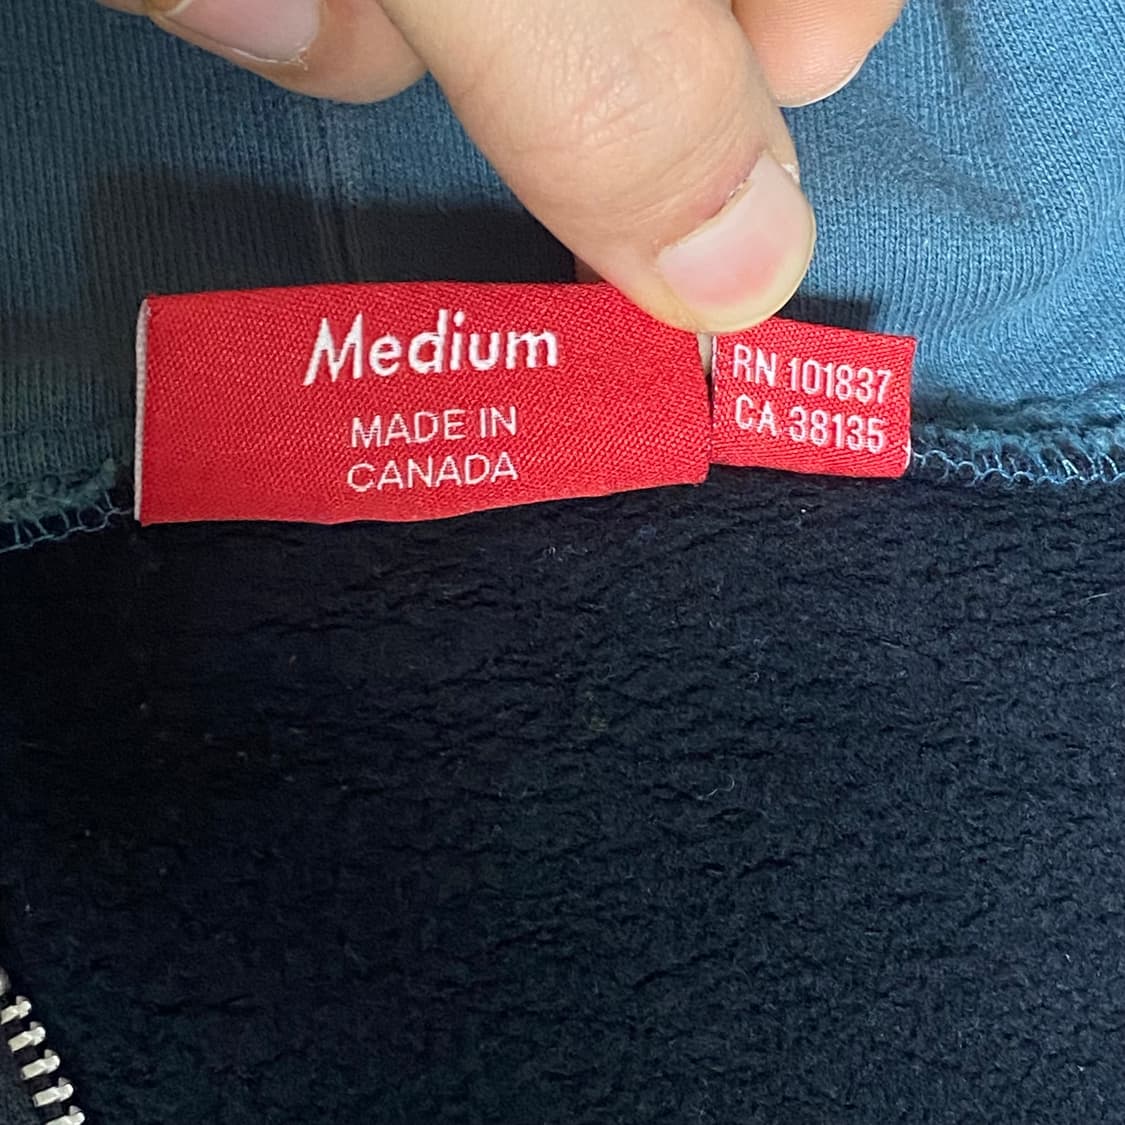 Medium
MADE IN
CANADA
RN 101837
CA 38135